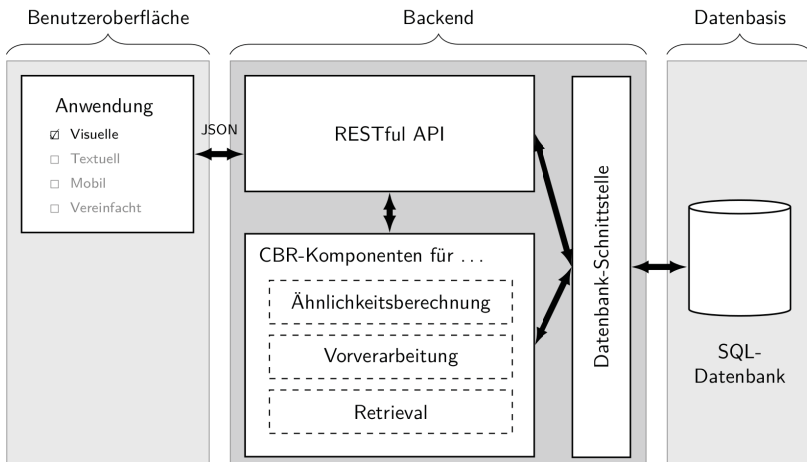 Benutzeroberfläche
Backend
Datenbasis
Anwendung
Visuelle
Textuell
Mobil
Vereinfacht
JSON
RESTful API
CBR-Komponenten für ...
Ähnlichkeitsberechnung
Vorverarbeitung
Retrieval
Datenbank-Schnittstelle
SQL-
Datenbank